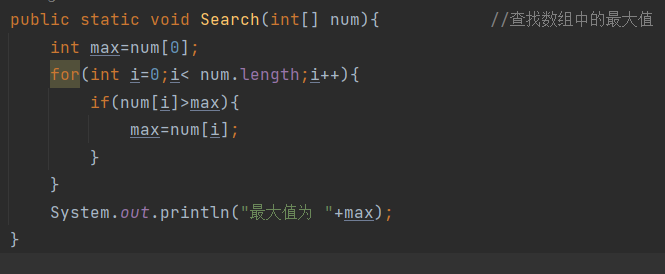 public static void Search(int[] num){ //查找数组中的最大值
int max=num[0];
for(int i=0;i< num.length;i++){
if(num[i]>max){
max=num[i];
}
}
System.out.println("最大值为 "+max);
}